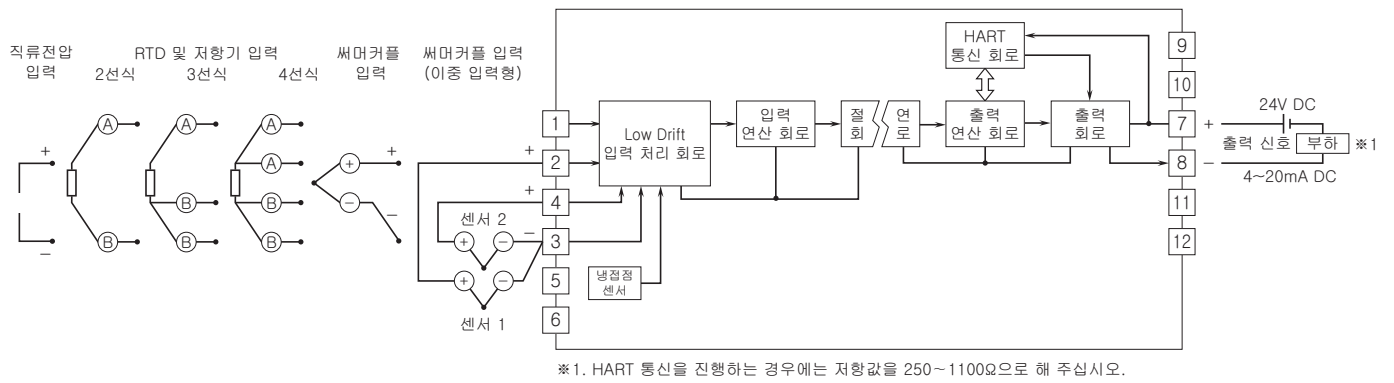 직류전압
입력
RTD 및 저항기 입력
2선식
3선식
4선식
써머커플
입력
써머커플 입력
(이중 입력형)
A
A
A
A
B
B
B
B
B
+
−
+
−
+
−
+
+
−
센서 2
+
−
+
−
센서 1
1
2
4
3
5
6
Low Drift
입력 처리 회로
냉접점
센서
입력
연산 회로
절
회
연
로
HART
통신 회로
출력
연산 회로
출력
회로
9
10
7
8
11
12
+
−
24V DC
출력 신호
부하
※1
4~20mA DC
※1. HART 통신을 진행하는 경우에는 저항값을 250~1100Ω으로 해 주십시오.